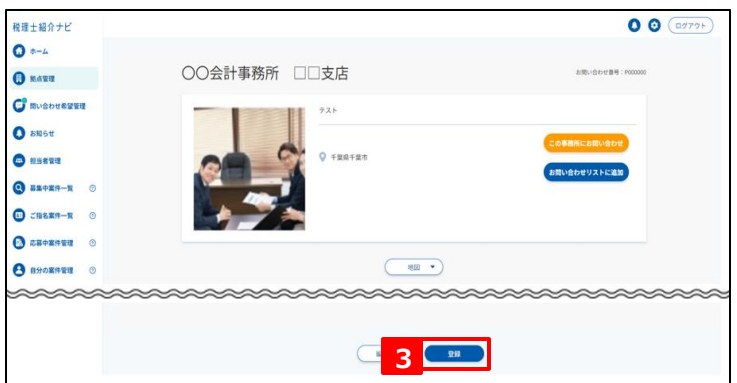 税理士紹介ナビ
ログアウト
ホーム
拠点管理
問い合わせ希望管理
お知らせ
担当者管理
募集中案件一覧
ご指名案件一覧
応募中案件管理
自分の案件管理
〇〇会計事務所 □□支店
お問い合わせ番号：P000000
テスト
千葉県千葉市
この事務所にお問い合わせ
お問い合わせリストに追加
地図
3
登録